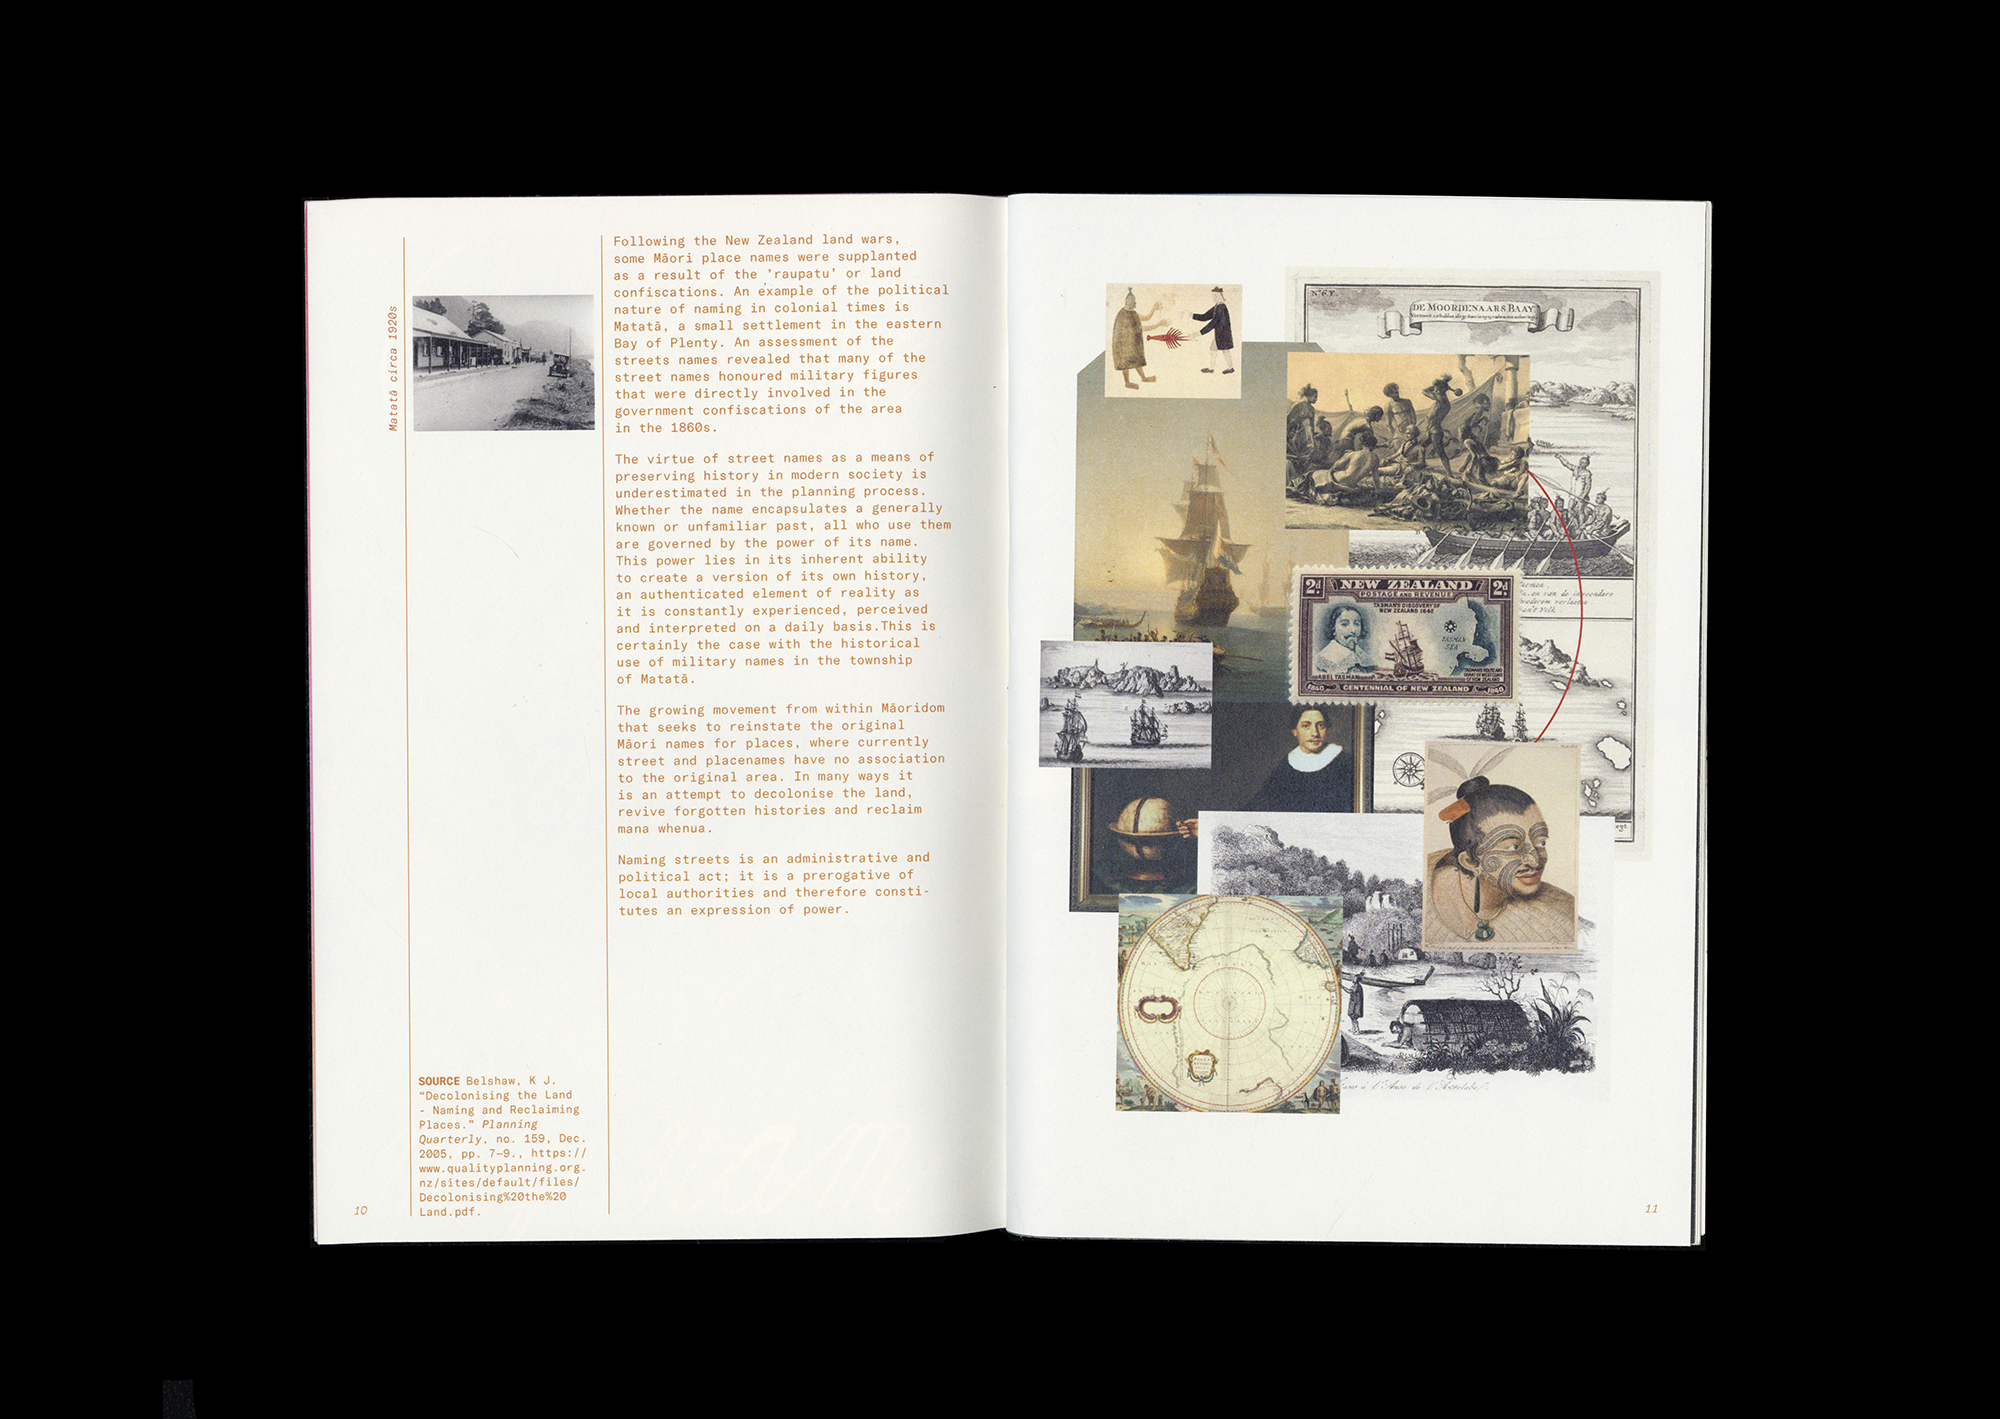 Matatā circa 1920s
Following the New Zealand land wars,
some Māori place names were supplanted
as a result of the 'raupatu' or land
confiscations. An example of the political
nature of naming in colonial times is
Matatā, a small settlement in the eastern
Bay of Plenty. An assessment of the
streets names revealed that many of the
street names honoured military figures
that were directly involved in the
government confiscations of the area
in the 1860s.
The virtue of street names as a means of
preserving history in modern society is
underestimated in the planning process.
Whether the name encapsulates a generally
known or unfamiliar past, all who use them
are governed by the power of its name.
This power lies in its inherent ability
to create a version of its own history,
an authenticated element of reality as
it is constantly experienced, perceived
and interpreted on a daily basis.This is
certainly the case with the historical
use of military names in the township
of Matatā.
The growing movement from within Māoridom
that seeks to reinstate the original
Māori names for places, where currently
street and placenames have no association
to the original area. In many ways it
is an attempt to decolonise the land,
revive forgotten histories and reclaim
mana whenua.
Naming streets is an administrative and
political act; it is a prerogative of
local authorities and therefore consti-
tutes an expression of power.
SOURCE Belshaw, K J.
"Decolonising the Land
- Naming and Reclaiming
Places." Planning
Quarterly, no. 159, Dec.
2005, pp. 7–9., https://
www.qualityplanning.org.
nz/sites/default/files/
Decolonising%20the%20
Land.pdf.
10
DE MOORDENAARS BAAY
2d NEW ZEALAND 2d
POSTAGE AND REVENUE
TASMAN'S DISCOVERY OF
NEW ZEALAND 1642
TASMAN
SEA
ABEL TASMAN
1840 CENTENNIAL OF NEW ZEALAND 1940
van de
verlaaten
Volk.
à l'Anse de l'Astrolabe.
11